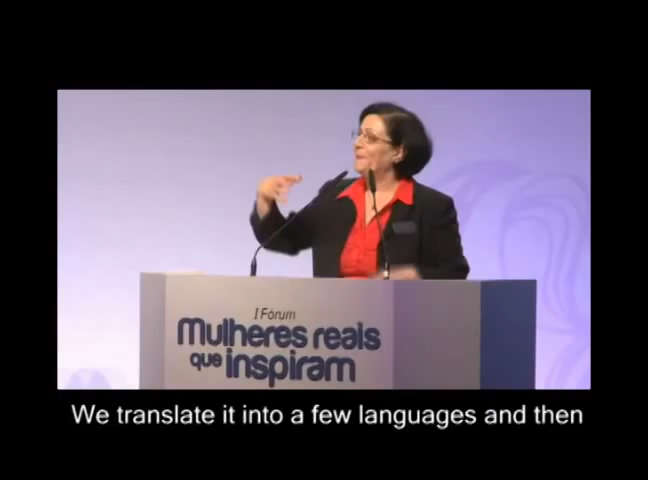 I Fórum
Mulheres reais
que inspiram
We translate it into a few languages and then